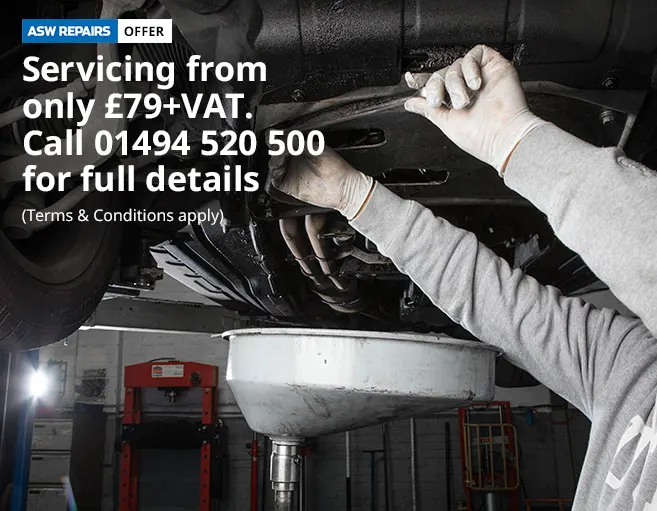 ASW REPAIRS OFFER
Servicing from
only £79+VAT.
Call 01494 520 500
for full details
(Terms & Conditions apply)